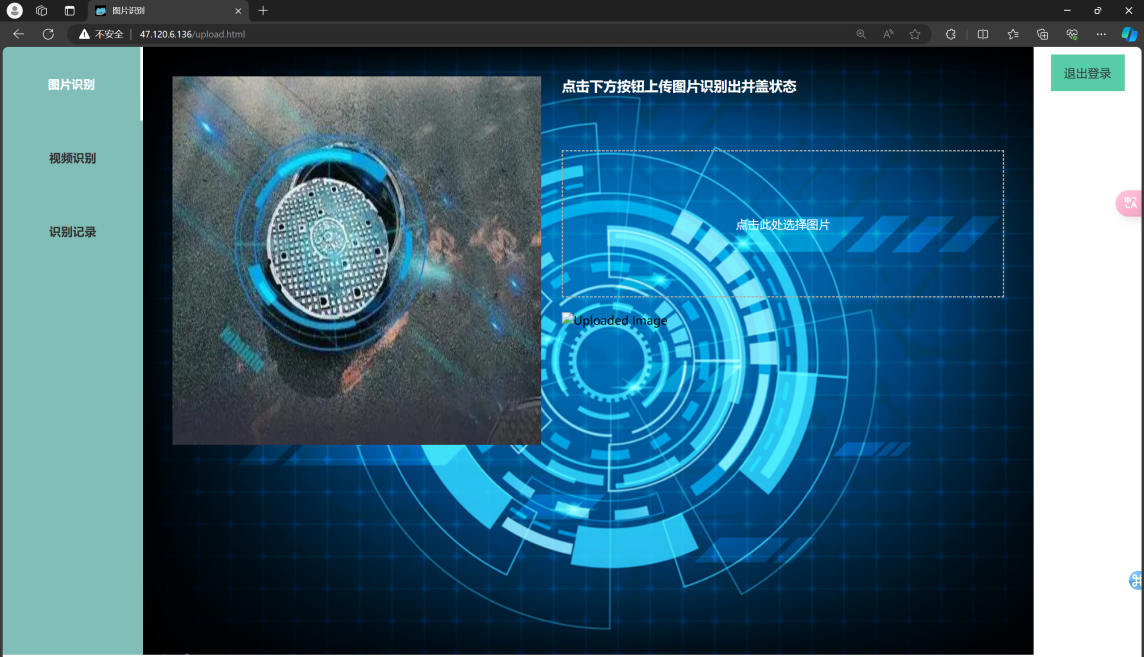 图片识别
不安全
47.120.6.136/upload.html
图片识别
视频识别
识别记录
点击下方按钮上传图片识别出井盖状态
点击此处选择图片
Uploaded Image
退出登录